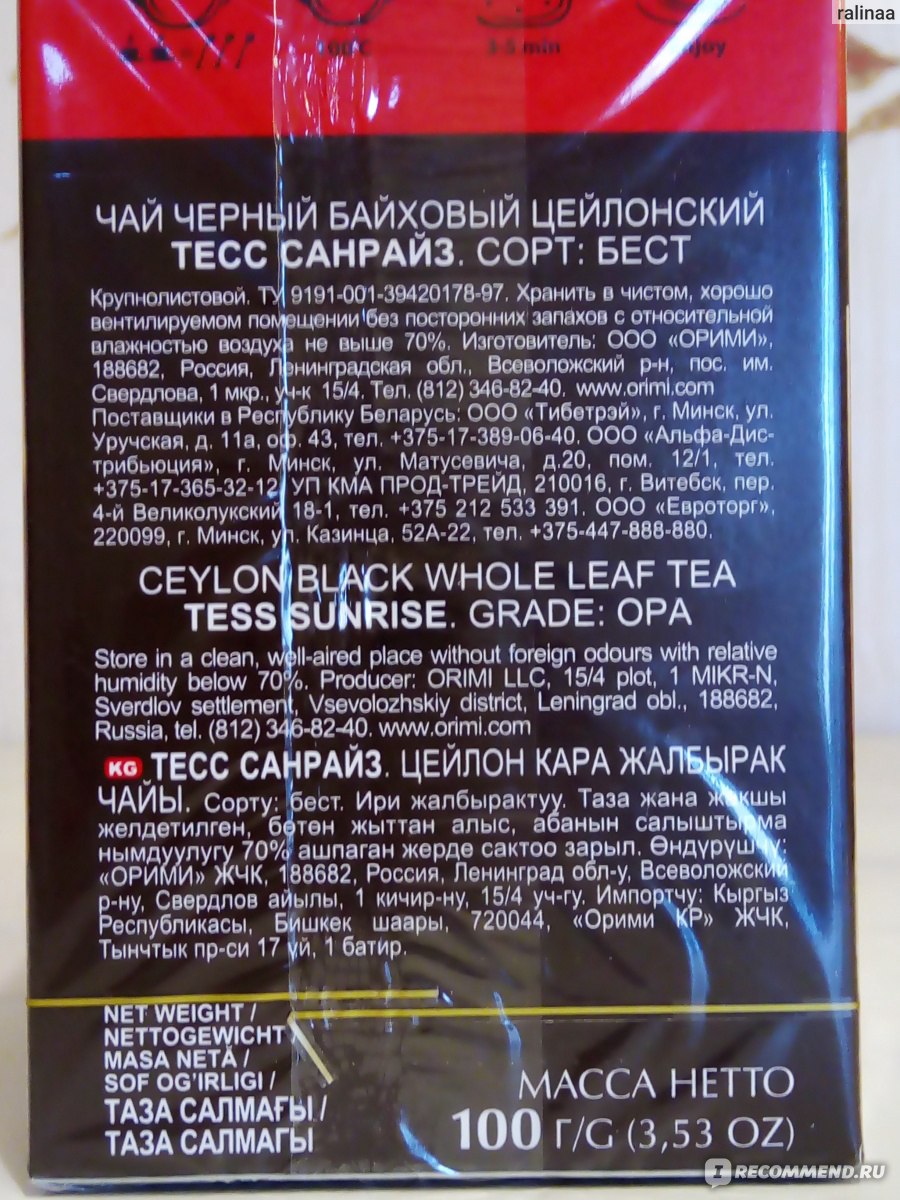 ralinaa
3-5 min
ЧАЙ ЧЕРНЫЙ БАЙХОВЫЙ ЦЕЙЛОНСКИЙ
ТЕСС САНРАЙЗ. СОРТ: БЕСТ
Крупнолистовой. ТУ 9191-001-39420178-97. Хранить в чистом, хорошо
вентилируемом помещении без посторонних запахов с относительной
влажностью воздуха не выше 70%. Изготовитель: ООО «ОРИМИ»,
188682, Россия, Ленинградская обл., Всеволожский р-н, пос. им.
Свердлова, 1 мкр., уч-к 15/4. Тел. (812) 346-82-40. www.orimi.com
Поставщики в Республику Беларусь: ООО «Тибетрэй», г. Минск, ул.
Уручская, д. 11а, оф. 43, тел. +375-17-389-06-40. ООО «Альфа-Дис-
трибьюция», г. Минск, ул. Матусевича, д.20, пом. 12/1, тел.
+375-17-365-32-12. УП КМА ПРОД-ТРЕЙД, 210016, г. Витебск, пер.
4-й Великолукский 18-1, тел. +375 212 533 391. ООО «Евроторг»,
220099, г. Минск, ул. Казинца. 52А-22, тел. +375-447-888-880.
CEYLON BLACK WHOLE LEAF TEA
TESS SUNRISE. GRADE: OPA
Store in a clean, well-aired place without foreign odours with relative
humidity below 70%. Producer: ORIMI LLC, 15/4 plot, 1 MIKR-N,
Sverdlov settlement, Vsevolozhskiy district, Leningrad obl., 188682,
Russia, tel. (812) 346-82-40. www.orimi.com
KG ТЕСС САНРАЙЗ. ЦЕЙЛОН КАРА ЖАЛБЫРАК
ЧАЙЫ. Сорту: бест. Ири жалбырактуу. Таза жана жакшы
желдетилген, бөтөн жыттан алыс, абанын салыштырма
нымдуулугу 70% ашпаган жерде сактоо зарыл. Өндүрүшчү:
«ОРИМИ» ЖЧК, 188682, Россия, Ленинград обл-у, Всеволожский
р-ну, Свердлов айылы, 1 кичир-ну, 15/4 уч-гу. Импортчу: Кыргыз
Республикасы, Бишкек шаары, 720044, «Орими КР» ЖЧК,
Тынчтык пр-си 17 үй, 1 батир.
NET WEIGHT /
NETTOGEWICHT
MASA NETĂ /
SOF OG'IRLIGI /
ТАЗА САЛМАҒЫ /
ТАЗА САЛМАГЫ
МАССА НЕТТО
100 Г/G (3,53 OZ)
IRECOMMEND.RU